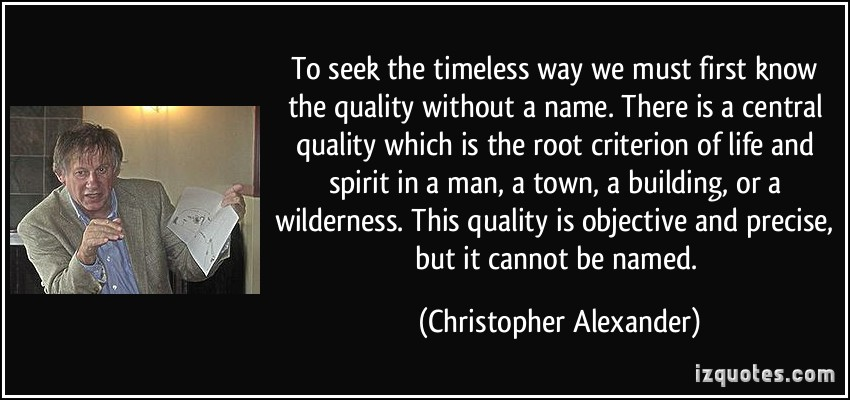 To seek the timeless way we must first know
the quality without a name. There is a central
quality which is the root criterion of life and
spirit in a man, a town, a building, or a
wilderness. This quality is objective and precise,
but it cannot be named.
(Christopher Alexander)
izquotes.com